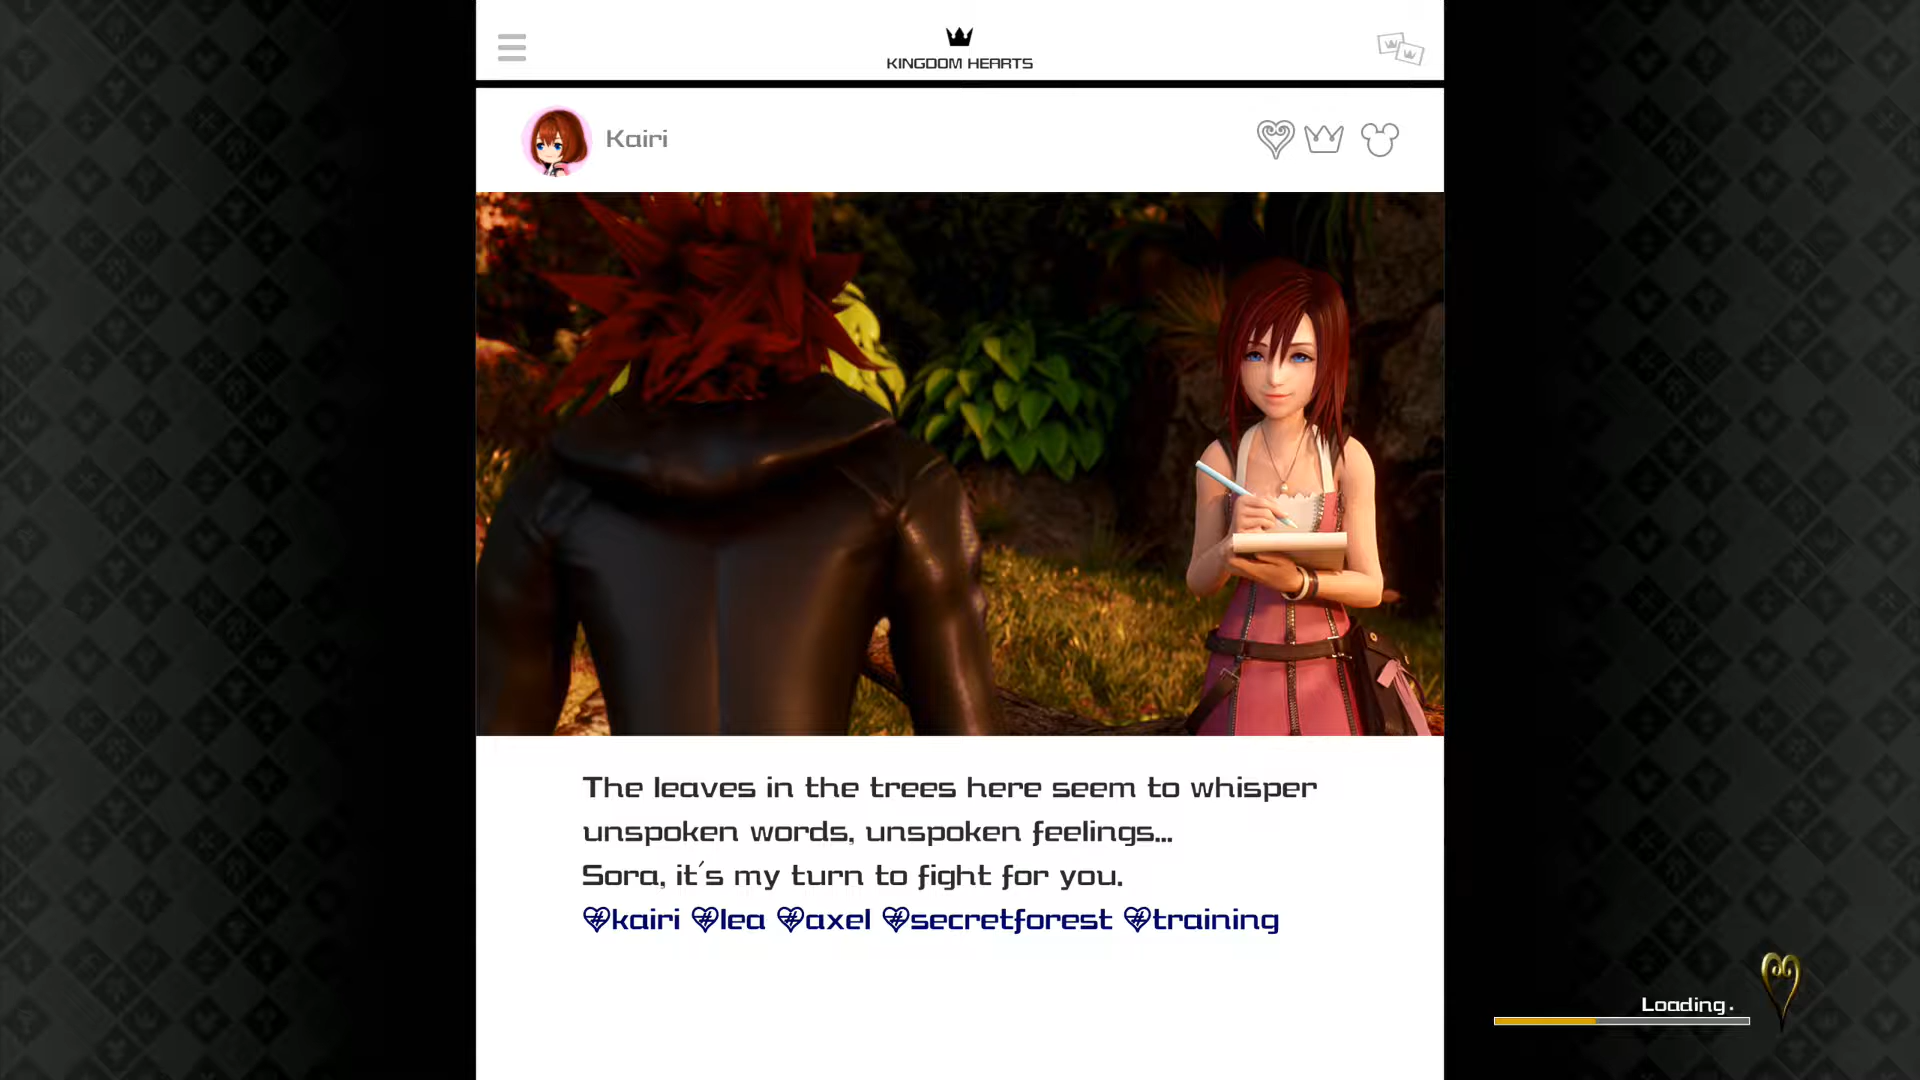 KINGDOM HEARTS
Kairi
The leaves in the trees here seem to whisper
unspoken words, unspoken feelings...
Sora, it's my turn to fight for you.
#kairi #lea #axel #secretforest #training
Loading.